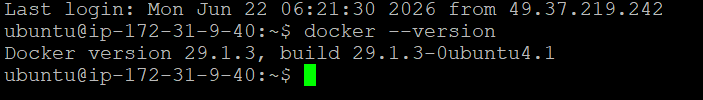 Last login: Mon Jun 22 06:21:30 2026 from 49.37.219.242
ubuntu@ip-172-31-9-40:~$ docker --version
Docker version 29.1.3, build 29.1.3-0ubuntu4.1
ubuntu@ip-172-31-9-40:~$